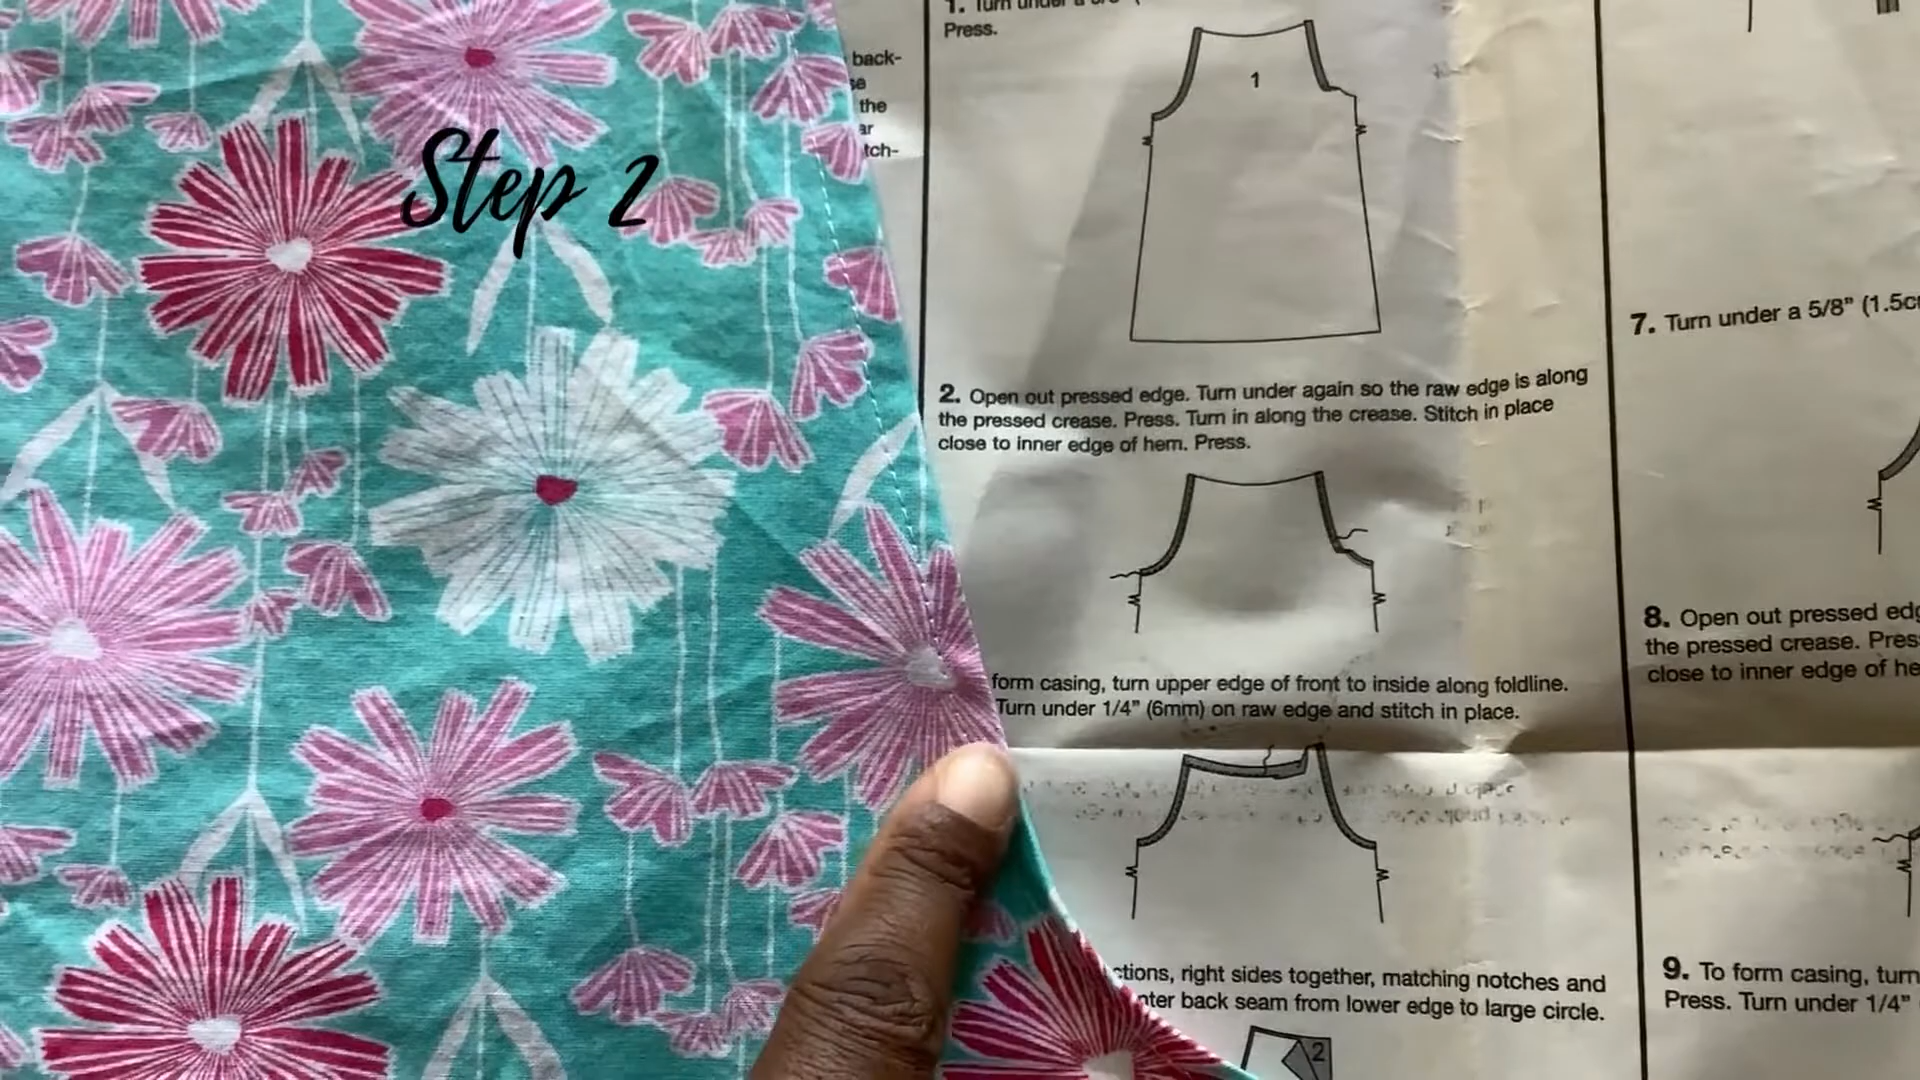 Step 2
back-
the
tch-
1. Turn under a
Press.
1
2. Open out pressed edge. Turn under again so the raw edge is along
the pressed crease. Press. Turn in along the crease. Stitch in place
close to inner edge of hem. Press.
form casing, turn upper edge of front to inside along foldline.
Turn under 1/4" (6mm) on raw edge and stitch in place.
ctions, right sides together, matching notches and
nter back seam from lower edge to large circle.
2
7. Turn under a 5/8" (1.5c
8. Open out pressed edg
the pressed crease. Pres
close to inner edge of he
9. To form casing, turn
Press. Turn under 1/4"